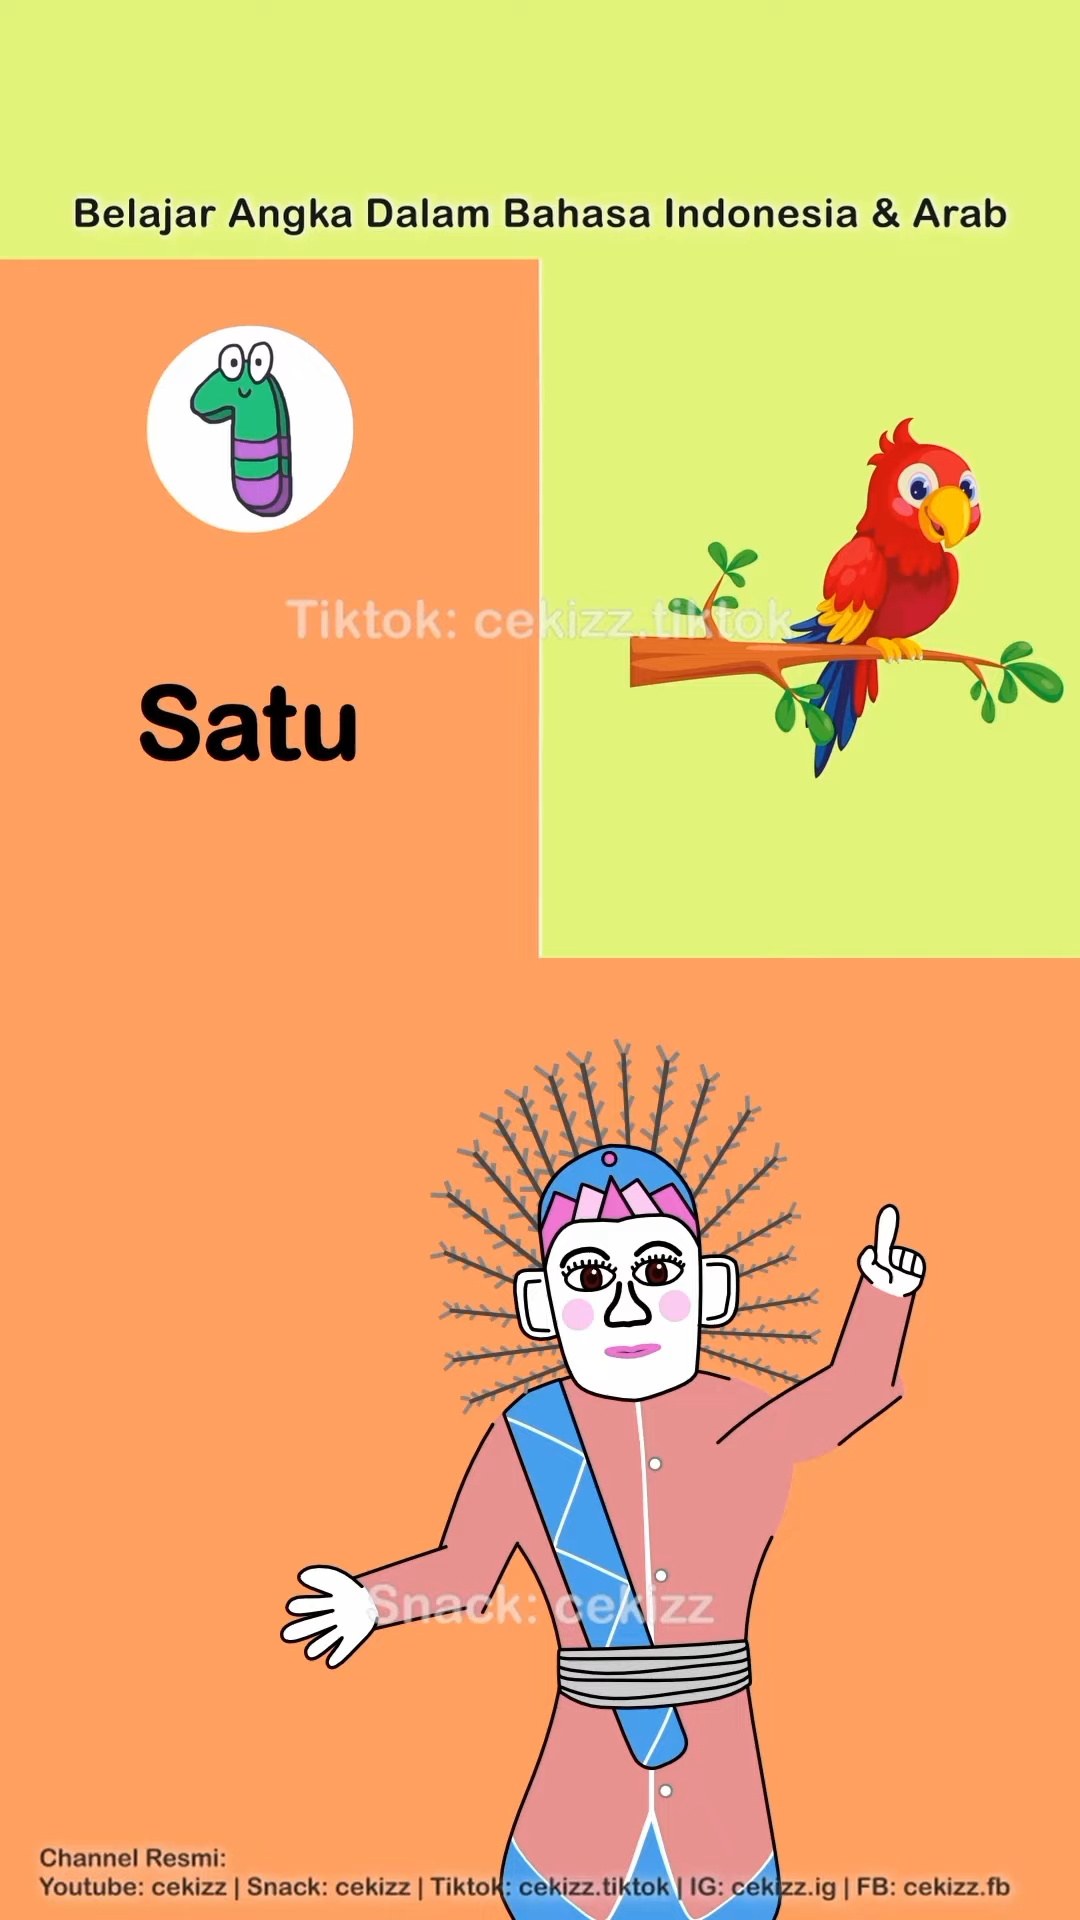 Belajar Angka Dalam Bahasa Indonesia & Arab
1
Tiktok: cekizz.tiktok
Satu
Snack: cekizz
Channel Resmi:
Youtube: cekizz | Snack: cekizz | Tiktok: cekizz.tiktok | IG: cekizz.ig | FB: cekizz.fb